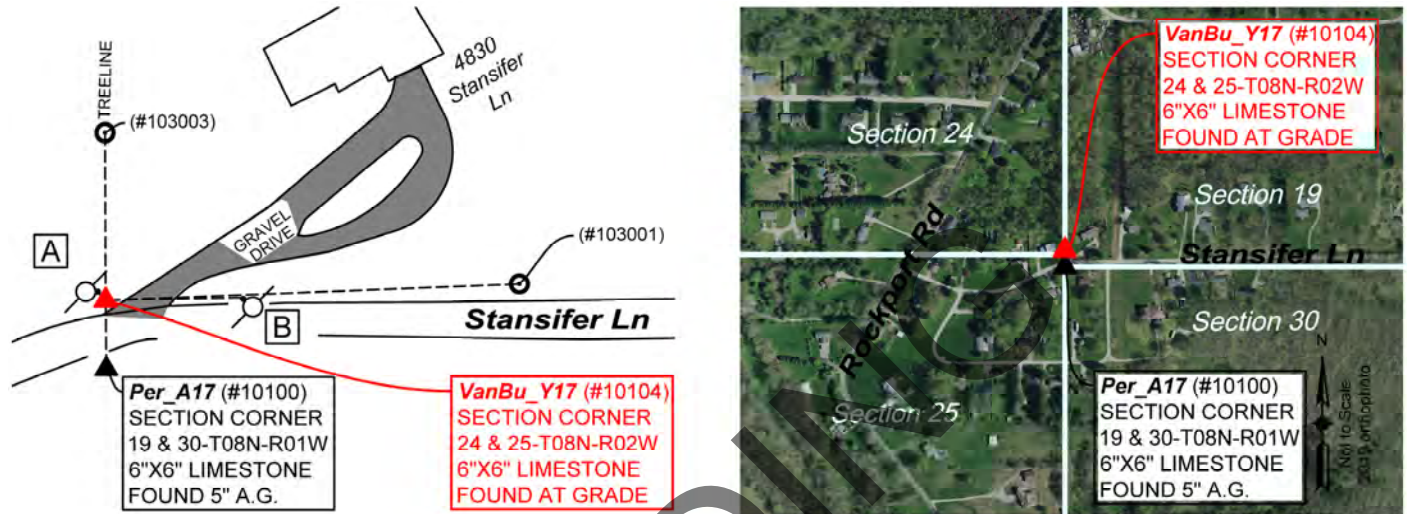 TREELINE
(#103003)
4830
Stansifer
Ln
GRAVEL
DRIVE
(#103001)
A
B
Stansifer Ln
Per_A17 (#10100)
SECTION CORNER
19 & 30-T08N-R01W
6"X6" LIMESTONE
FOUND 5" A.G.
VanBu_Y17 (#10104)
SECTION CORNER
24 & 25-T08N-R02W
6"X6" LIMESTONE
FOUND AT GRADE
VanBu_Y17 (#10104)
SECTION CORNER
24 & 25-T08N-R02W
6"X6" LIMESTONE
FOUND AT GRADE
Section 24
Section 19
Rockport Rd
Stansifer Ln
Section 30
Section 25
Per_A17 (#10100)
SECTION CORNER
19 & 30-T08N-R01W
6"X6" LIMESTONE
FOUND 5" A.G.
N
Not to Scale
2019 orthophoto